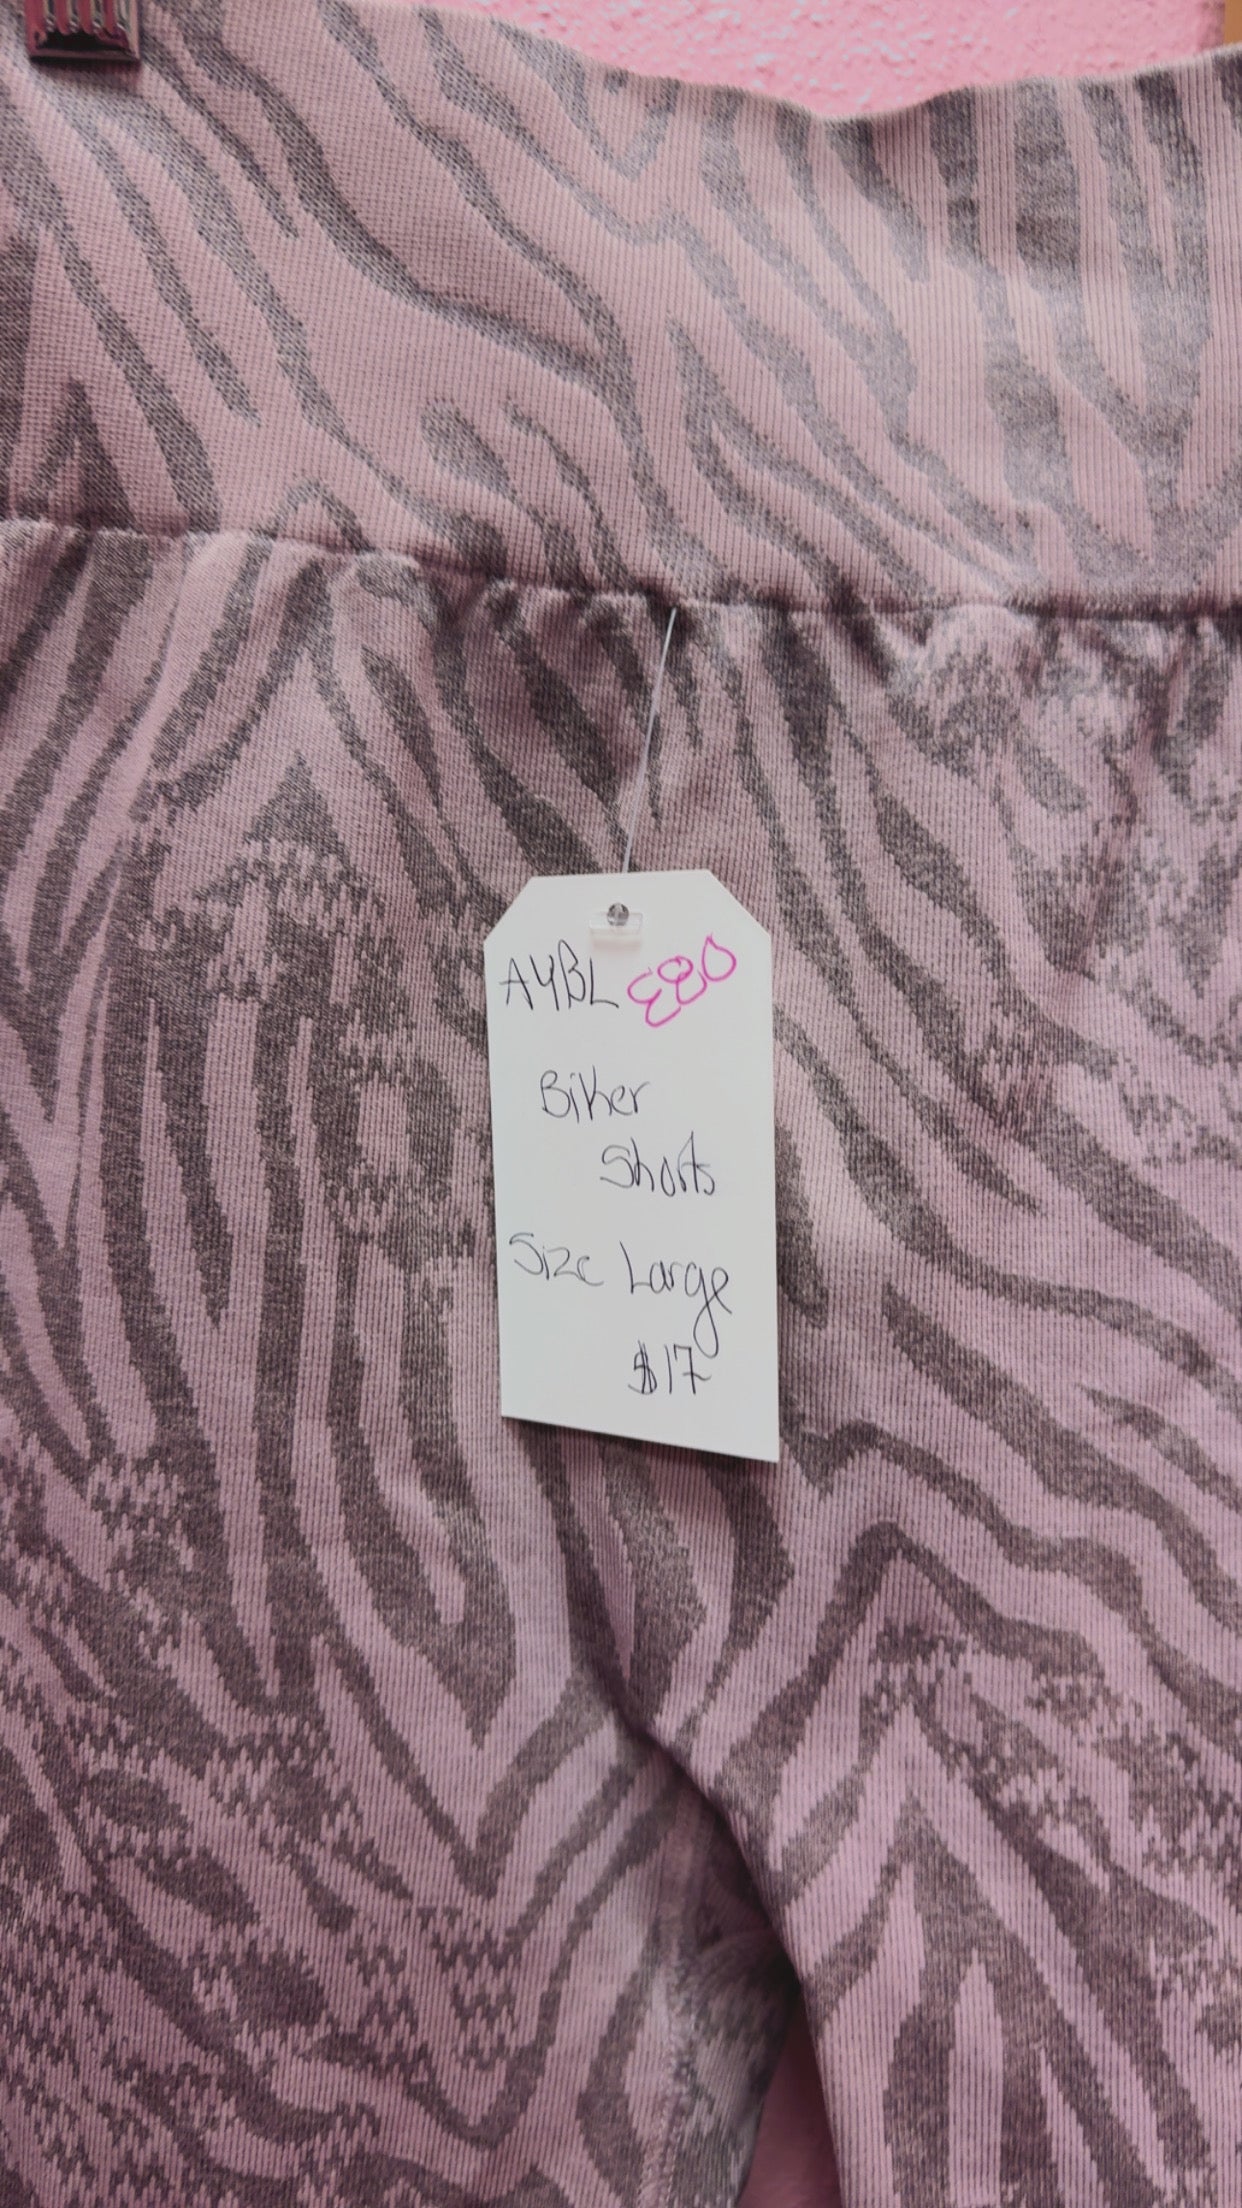 AYBL E80
Biker
Shorts
Size Large
$17